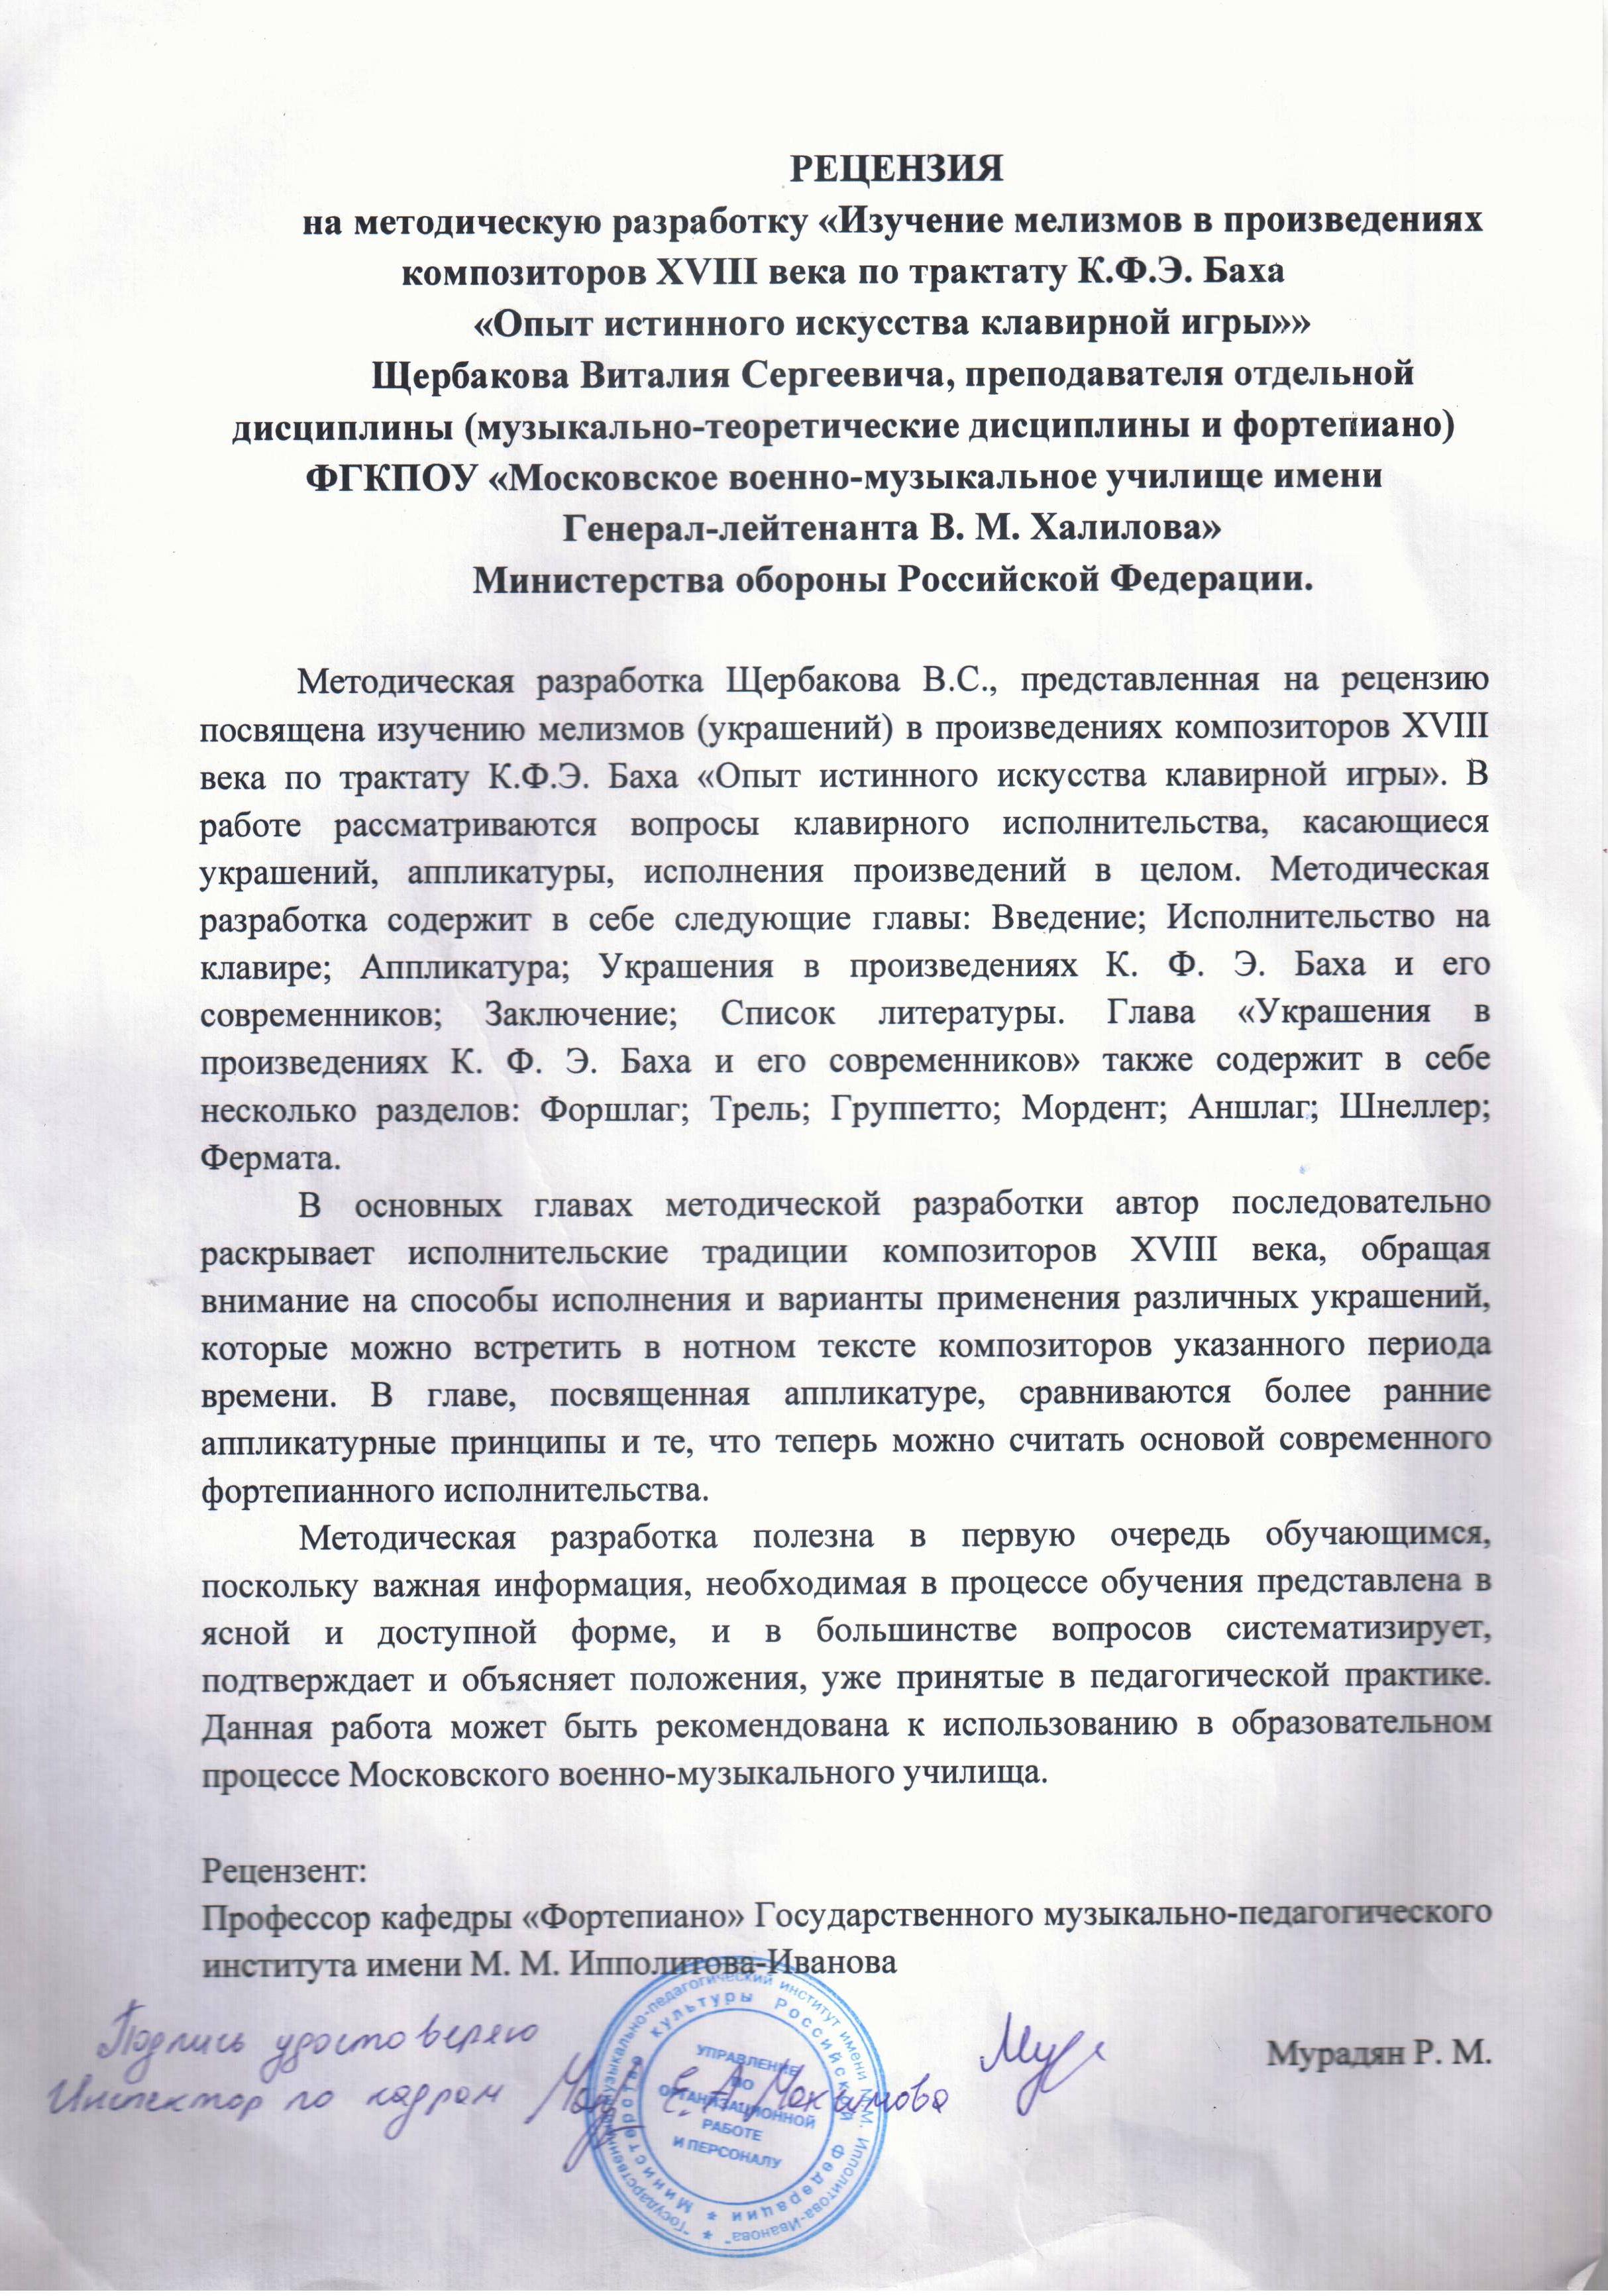 РЕЦЕНЗИЯ
на методическую разработку «Изучение мелизмов в произведениях
композиторов XVIII века по трактату К.Ф.Э. Баха
«Опыт истинного искусства клавирной игры»»
Щербакова Виталия Сергеевича, преподавателя отдельной
дисциплины (музыкально-теоретические дисциплины и фортепиано)
ФГКПОУ «Московское военно-музыкальное училище имени
Генерал-лейтенанта В. М. Халилова»
Министерства обороны Российской Федерации.
Методическая разработка Щербакова В.С., представленная на рецензию
посвящена изучению мелизмов (украшений) в произведениях композиторов XVIII
века по трактату К.Ф.Э. Баха «Опыт истинного искусства клавирной игры». В
работе рассматриваются вопросы клавирного исполнительства, касающиеся
украшений, аппликатуры, исполнения произведений в целом. Методическая
разработка содержит в себе следующие главы: Введение; Исполнительство на
клавире; Аппликатура; Украшения в произведениях К. Ф. Э. Баха и его
современников; Заключение; Список литературы. Глава «Украшения в
произведениях К. Ф. Э. Баха и его современников» также содержит в себе
несколько разделов: Форшлаг; Трель; Группетто; Мордент; Аншлаг; Шнеллер;
Фермата.
В основных главах методической разработки автор последовательно
раскрывает исполнительские традиции композиторов XVIII века, обращая
внимание на способы исполнения и варианты применения различных украшений,
которые можно встретить в нотном тексте композиторов указанного периода
времени. В главе, посвященная аппликатуре, сравниваются более ранние
аппликатурные принципы и те, что теперь можно считать основой современного
фортепианного исполнительства.
Методическая разработка полезна в первую очередь обучающимся,
поскольку важная информация, необходимая в процессе обучения представлена в
ясной и доступной форме, и в большинстве вопросов систематизирует,
подтверждает и объясняет положения, уже принятые в педагогической практике.
Данная работа может быть рекомендована к использованию в образовательном
процессе Московского военно-музыкального училища.
Рецензент:
Профессор кафедры «Фортепиано» Государственного музыкально-педагогического
института имени М. М. Ипполитова-Иванова
Мурадян Р. М.
Подпись удостоверяю
Инспектор по кадрам Е.А. Макимова
"Государственный музыкально-педагогический институт имени М.М. Ипполитова-Иванова" *
Министерство культуры Российской Федерации *
УПРАВЛЕНИЕ
ПО
ОРГАНИЗАЦИОННОЙ
РАБОТЕ
И ПЕРСОНАЛУ